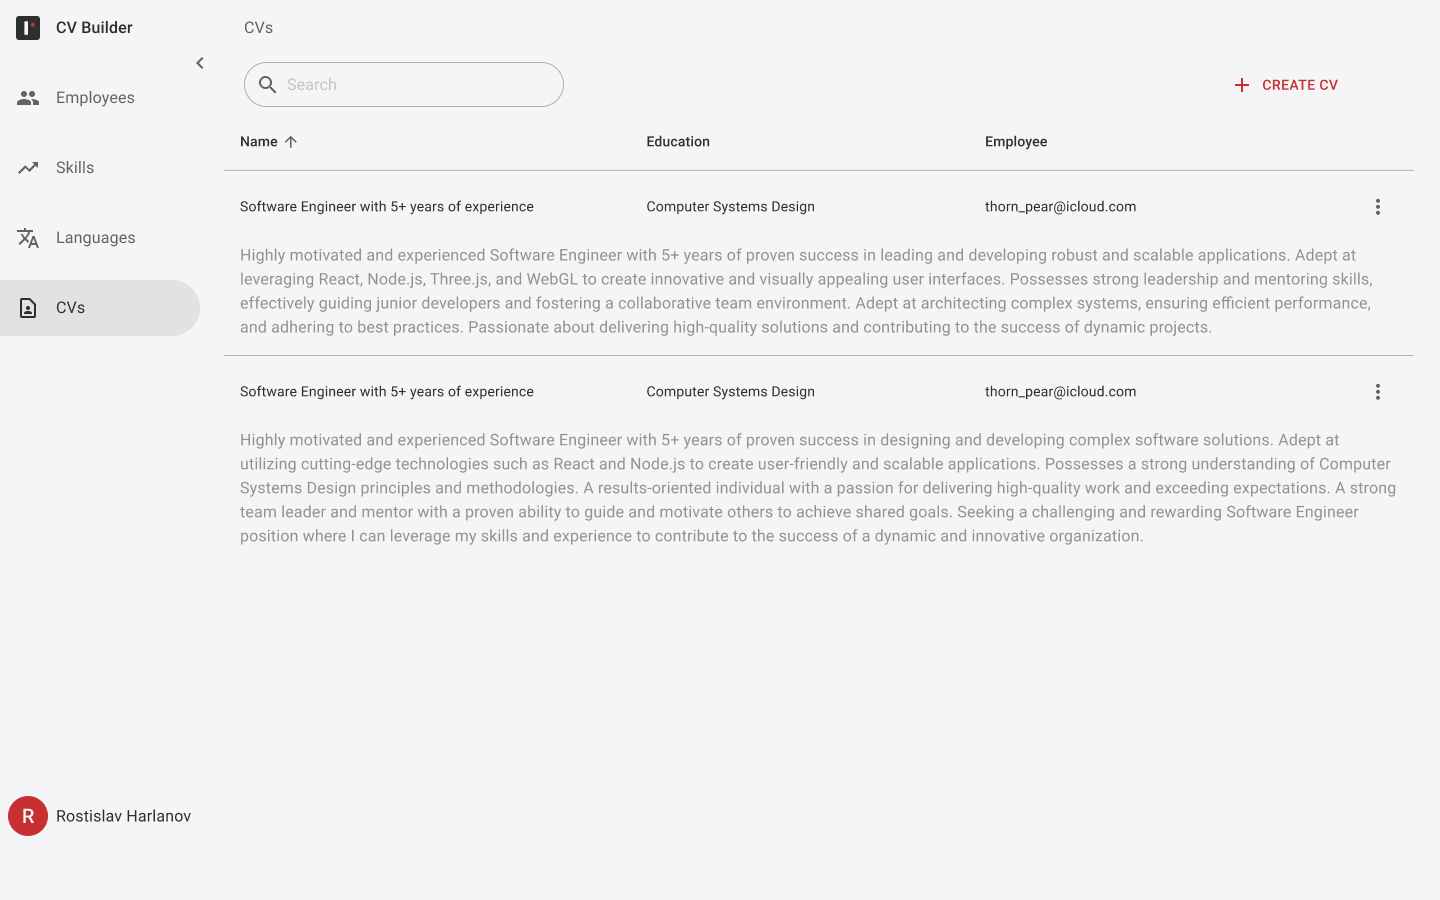 CV Builder
CVs
Employees
Skills
Languages
CVs
Rostislav Harlanov
R
Search
CREATE CV
Name Education Employee
Software Engineer with 5+ years of experience Computer Systems Design thorn_pear@icloud.com
Highly motivated and experienced Software Engineer with 5+ years of proven success in leading and developing robust and scalable applications. Adept at
leveraging React, Node.js, Three.js, and WebGL to create innovative and visually appealing user interfaces. Possesses strong leadership and mentoring skills,
effectively guiding junior developers and fostering a collaborative team environment. Adept at architecting complex systems, ensuring efficient performance,
and adhering to best practices. Passionate about delivering high-quality solutions and contributing to the success of dynamic projects.
Software Engineer with 5+ years of experience Computer Systems Design thorn_pear@icloud.com
Highly motivated and experienced Software Engineer with 5+ years of proven success in designing and developing complex software solutions. Adept at
utilizing cutting-edge technologies such as React and Node.js to create user-friendly and scalable applications. Possesses a strong understanding of Computer
Systems Design principles and methodologies. A results-oriented individual with a passion for delivering high-quality work and exceeding expectations. A strong
team leader and mentor with a proven ability to guide and motivate others to achieve shared goals. Seeking a challenging and rewarding Software Engineer
position where I can leverage my skills and experience to contribute to the success of a dynamic and innovative organization.